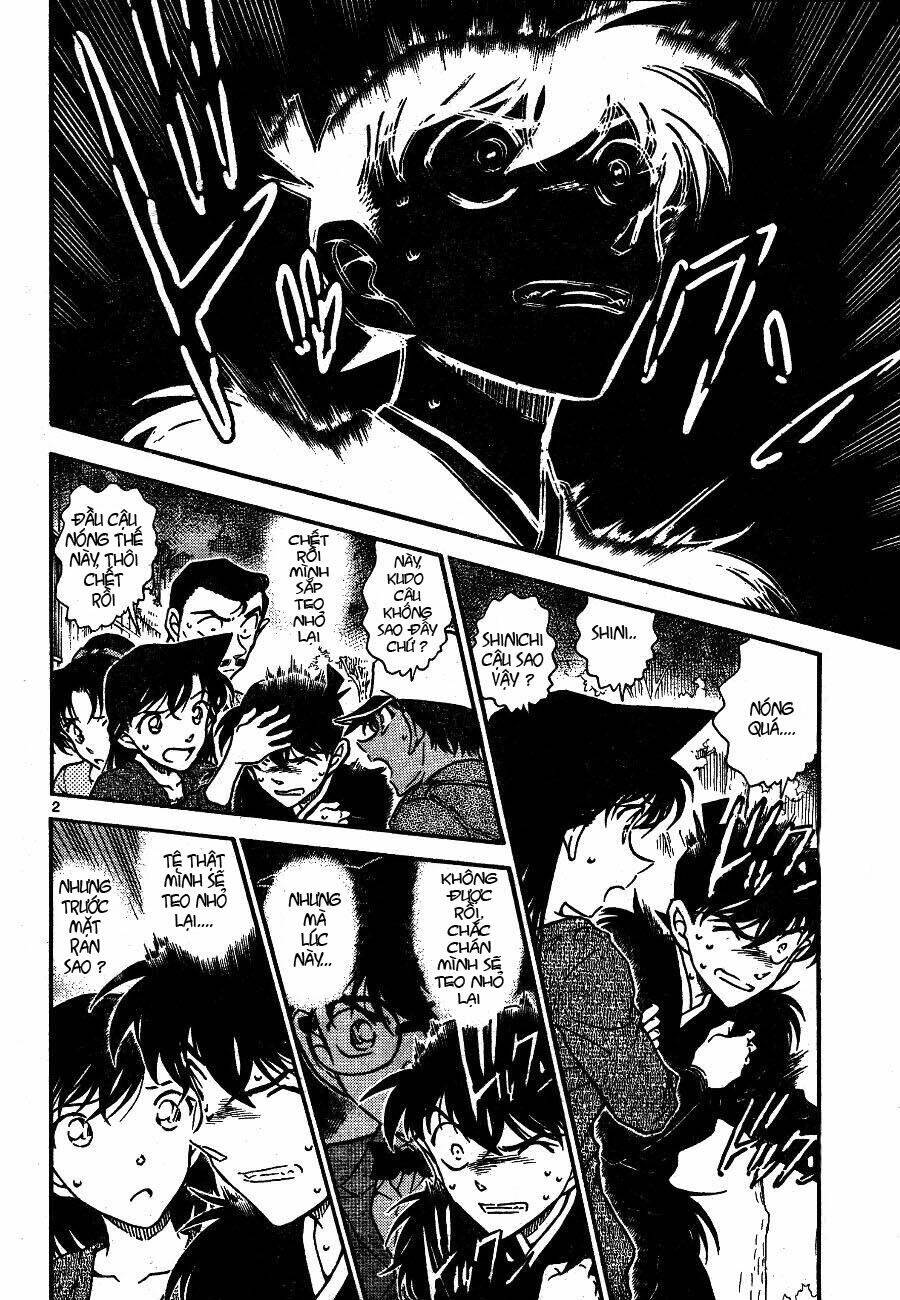 NÓNG
QUÁ....
SHINI..
SHINICHI
CẬU SAO
VẬY ?
NÀY,
KUDO
CẬU
KHÔNG
SAO ĐẤY
CHỨ ?
CHẾT
RỒI
MÌNH
SẮP
TEO
NHỎ
LẠI
ĐẦU CẬU
NÓNG THẾ
NÀY, THÔI
CHẾT
RỒI
2
KHÔNG
ĐƯỢC
RỒI,
CHẮC
CHẮN
MÌNH SẼ
TEO NHỎ
LẠI
NHƯNG
MÀ
LÚC
NÀY...
TỆ THẬT
MÌNH SẼ
TEO NHỎ
LẠI....
NHƯNG
TRƯỚC
MẶT
RAN
SAO ?